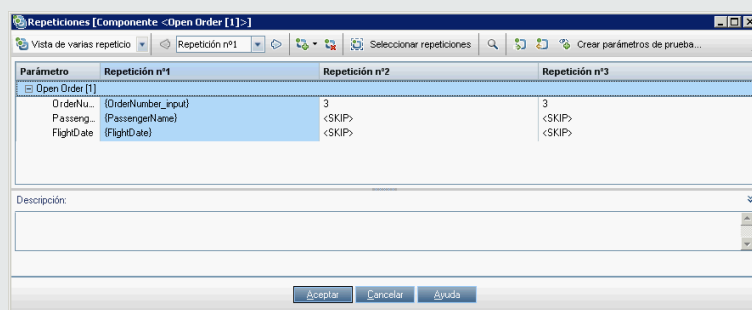 Repeticiones [Componente <Open Order [1]>]
Vista de varias repeticio Repetición nº1 Seleccionar repeticiones Crear parámetros de prueba...
Parámetro Repetición nº1 Repetición nº2 Repetición nº3
Open Order [1]
OrderNu... {OrderNumber_input} 3 3
Passeng... {PassengerName} <SKIP> <SKIP>
FlightDate {FlightDate} <SKIP> <SKIP>
Descripción:
Aceptar Cancelar Ayuda